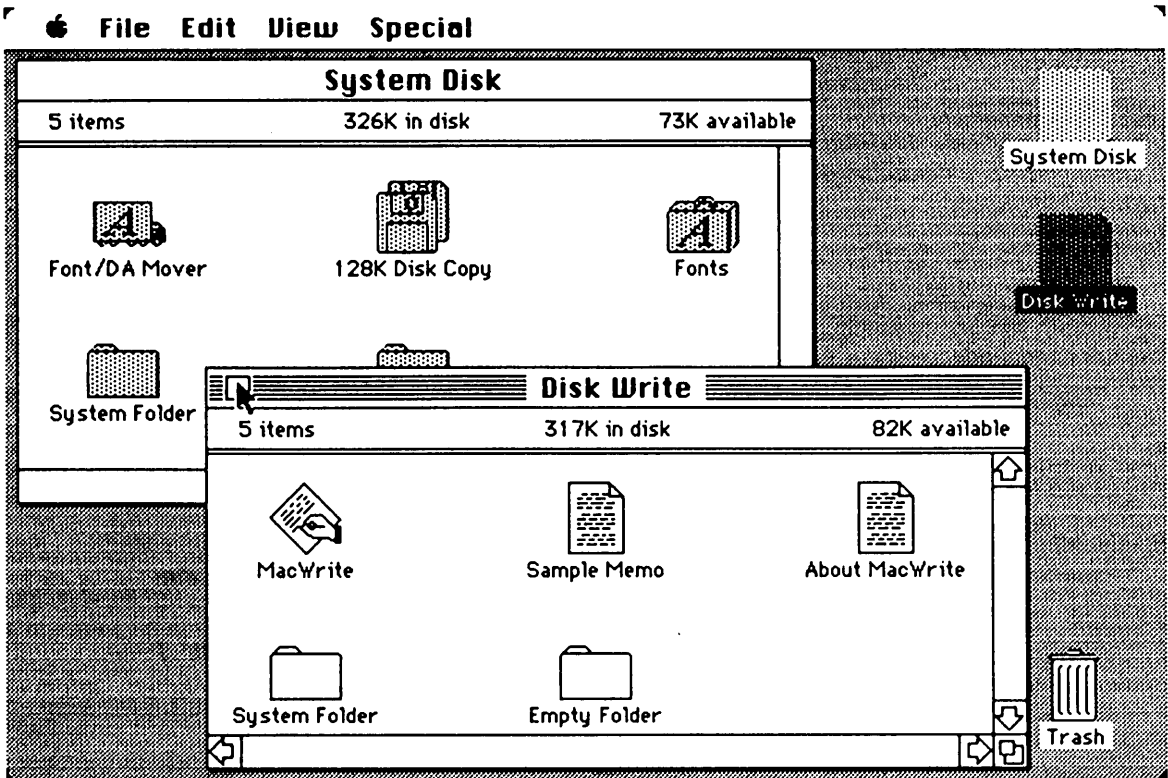 File Edit View Special
System Disk
5 items 326K in disk 73K available
Font/DA Mover 128K Disk Copy Fonts
System Folder
System Disk
Disk Write
Disk Write
5 items 317K in disk 82K available
MacWrite Sample Memo About MacWrite
System Folder Empty Folder
Trash